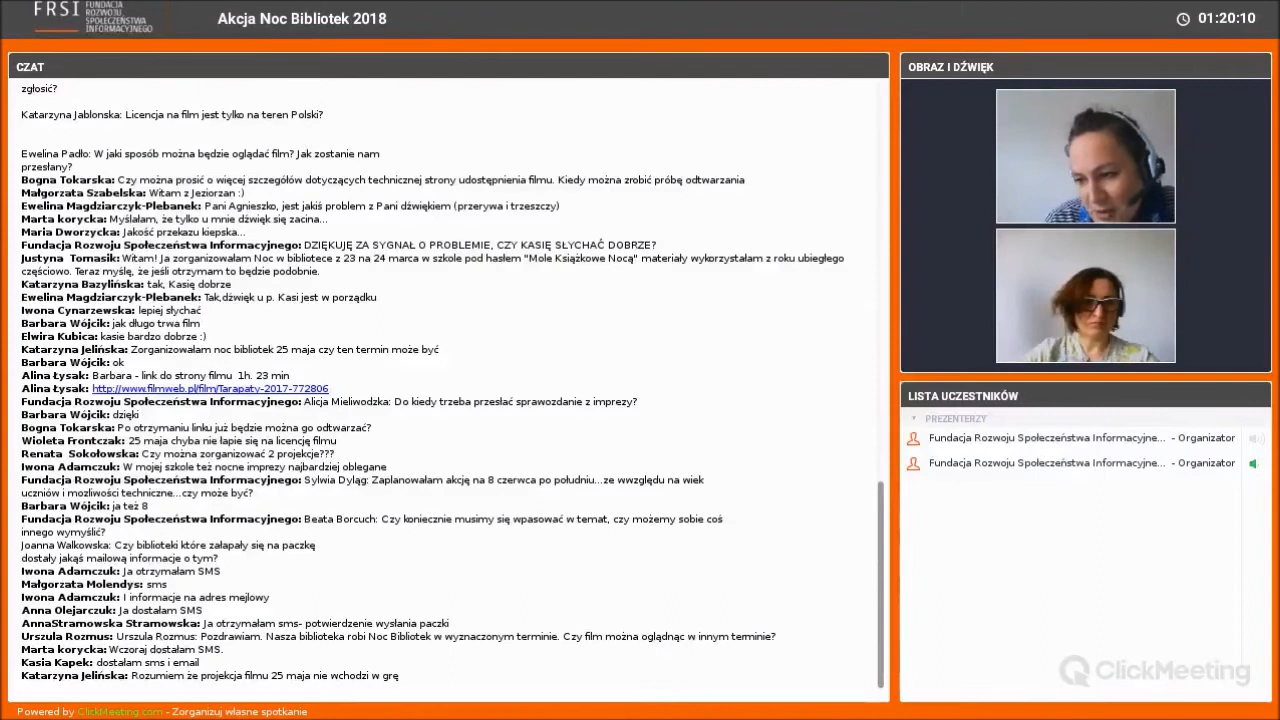 FRSI
FUNDACJA
ROZWOJU
SPOŁECZEŃSTWA
INFORMACYJNEGO
Akcja Noc Bibliotek 2018
01:20:10
CZAT
zgłosić?
Katarzyna Jablonska: Licencja na film jest tylko na teren Polski?
Ewelina Padło: W jaki sposób można będzie oglądać film? Jak zostanie nam
przesłany?
Bogna Tokarska: Czy można prosić o więcej szczegółów dotyczących technicznej strony udostępnienia filmu. Kiedy można zrobić próbę odtwarzania
Małgorzata Szabelska: Witam z Jeziorzan :)
Ewelina Magdziarczyk-Plebanek: Pani Agnieszko, jest jakiś problem z Pani dźwiękiem (przerywa i trzeszczy)
Marta korycka: Myślałam, że tylko u mnie dźwięk się zacina...
Maria Dworzycka: Jakość przekazu kiepska...
Fundacja Rozwoju Społeczeństwa Informacyjnego: DZIĘKUJĘ ZA SYGNAŁ O PROBLEMIE, CZY KASIĘ SŁYCHAĆ DOBRZE?
Justyna  Tomasik: Witam! Ja zorganizowałam Noc w bibliotece z 23 na 24 marca w szkole pod hasłem "Mole Książkowe Nocą" materiały wykorzystałam z roku ubiegłego
częściowo. Teraz myślę, że jeśli otrzymam to będzie podobnie.
Katarzyna Bazylińska: tak, Kasię dobrze
Ewelina Magdziarczyk-Plebanek: Tak,dźwięk u p. Kasi jest w porządku
Iwona Cynarzewska: lepiej słychać
Barbara Wójcik: jak długo trwa film
Elwira Kubica: kasie bardzo dobrze :)
Katarzyna Jelińska: Zorganizowałam noc bibliotek 25 maja czy ten termin może być
Barbara Wójcik: ok
Alina Łysak: Barbara - link do strony filmu  1h. 23 min
Alina Łysak: http://www.filmweb.pl/film/Tarapaty-2017-772806
Fundacja Rozwoju Społeczeństwa Informacyjnego: Alicja Mieliwodzka: Do kiedy trzeba przesłać sprawozdanie z imprezy?
Barbara Wójcik: dzięki
Bogna Tokarska: Po otrzymaniu linku już będzie można go odtwarzać?
Wioleta Frontczak: 25 maja chyba nie łapie się na licencję filmu
Renata  Sokołowska: Czy można zorganizować 2 projekcje???
Iwona Adamczuk: W mojej szkole też nocne imprezy najbardziej oblegane
Fundacja Rozwoju Społeczeństwa Informacyjnego: Sylwia Dyląg: Zaplanowałam akcję na 8 czerwca po południu...ze wwzględu na wiek
uczniów i mozliwości techniczne...czy może być?
Barbara Wójcik: ja też 8
Fundacja Rozwoju Społeczeństwa Informacyjnego: Beata Borcuch: Czy koniecznie musimy się wpasować w temat, czy możemy sobie coś
innego wymyślić?
Joanna Walkowska: Czy biblioteki które załapały się na paczkę
dostały jakąś mailową informacje o tym?
Iwona Adamczuk: Ja otrzymałam SMS
Małgorzata Molendys: sms
Iwona Adamczuk: I informacje na adres mejlowy
Anna Olejarczuk: Ja dostałam SMS
AnnaStramowska Stramowska: Ja otrzymałam sms- potwierdzenie wysłania paczki
Urszula Rozmus: Urszula Rozmus: Pozdrawiam. Nasza biblioteka robi Noc Bibliotek w wyznaczonym terminie. Czy film można oglądnąc w innym terminie?
Marta korycka: Wczoraj dostałam SMS.
Kasia Kapek: dostałam sms i email
Katarzyna Jelińska: Rozumiem że projekcja filmu 25 maja nie wchodzi w grę
OBRAZ I DŹWIĘK
LISTA UCZESTNIKÓW
PREZENTERZY
Fundacja Rozwoju Społeczeństwa Informacyjne... - Organizator
Fundacja Rozwoju Społeczeństwa Informacyjne... - Organizator
ClickMeeting
Powered by ClickMeeting.com - Zorganizuj własne spotkanie